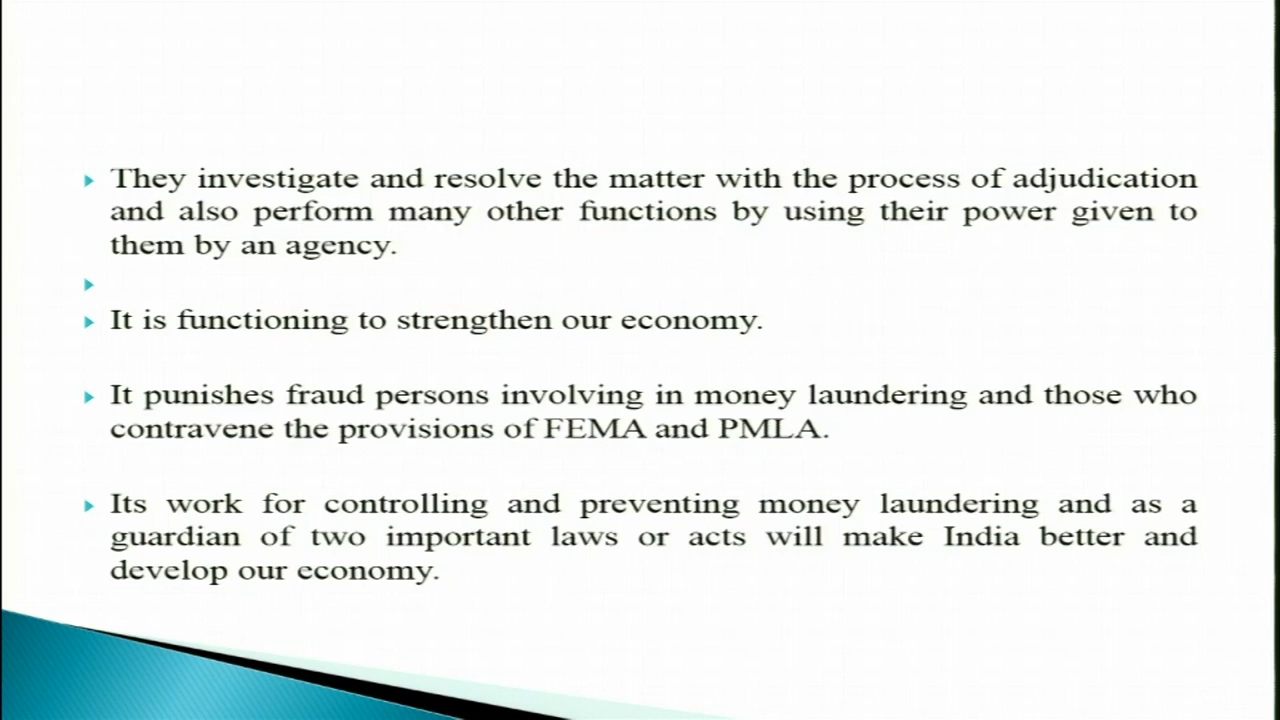 They investigate and resolve the matter with the process of adjudication
and also perform many other functions by using their power given to
them by an agency.
It is functioning to strengthen our economy.
It punishes fraud persons involving in money laundering and those who
contravene the provisions of FEMA and PMLA.
Its work for controlling and preventing money laundering and as a
guardian of two important laws or acts will make India better and
develop our economy.